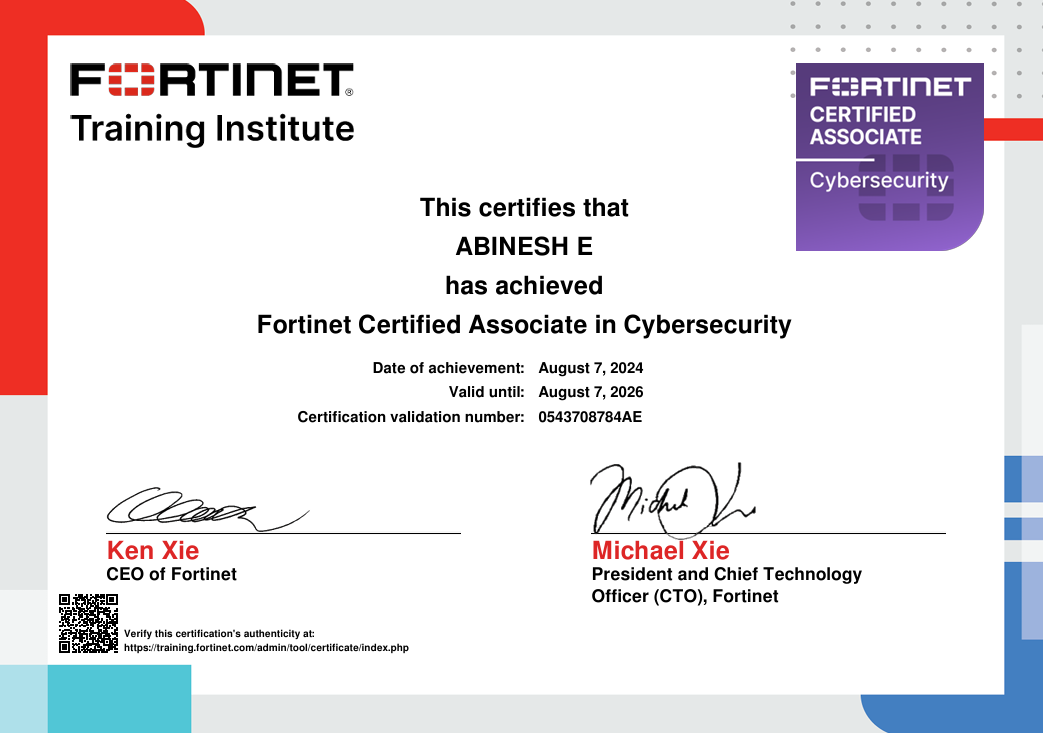 FORTINET®
Training Institute
FORTINET
CERTIFIED
ASSOCIATE
Cybersecurity
This certifies that
ABINESH E
has achieved
Fortinet Certified Associate in Cybersecurity
Date of achievement: August 7, 2024
Valid until: August 7, 2026
Certification validation number: 0543708784AE
Ken Xie
CEO of Fortinet
Michael Xie
President and Chief Technology
Officer (CTO), Fortinet
Verify this certification's authenticity at:
https://training.fortinet.com/admin/tool/certificate/index.php